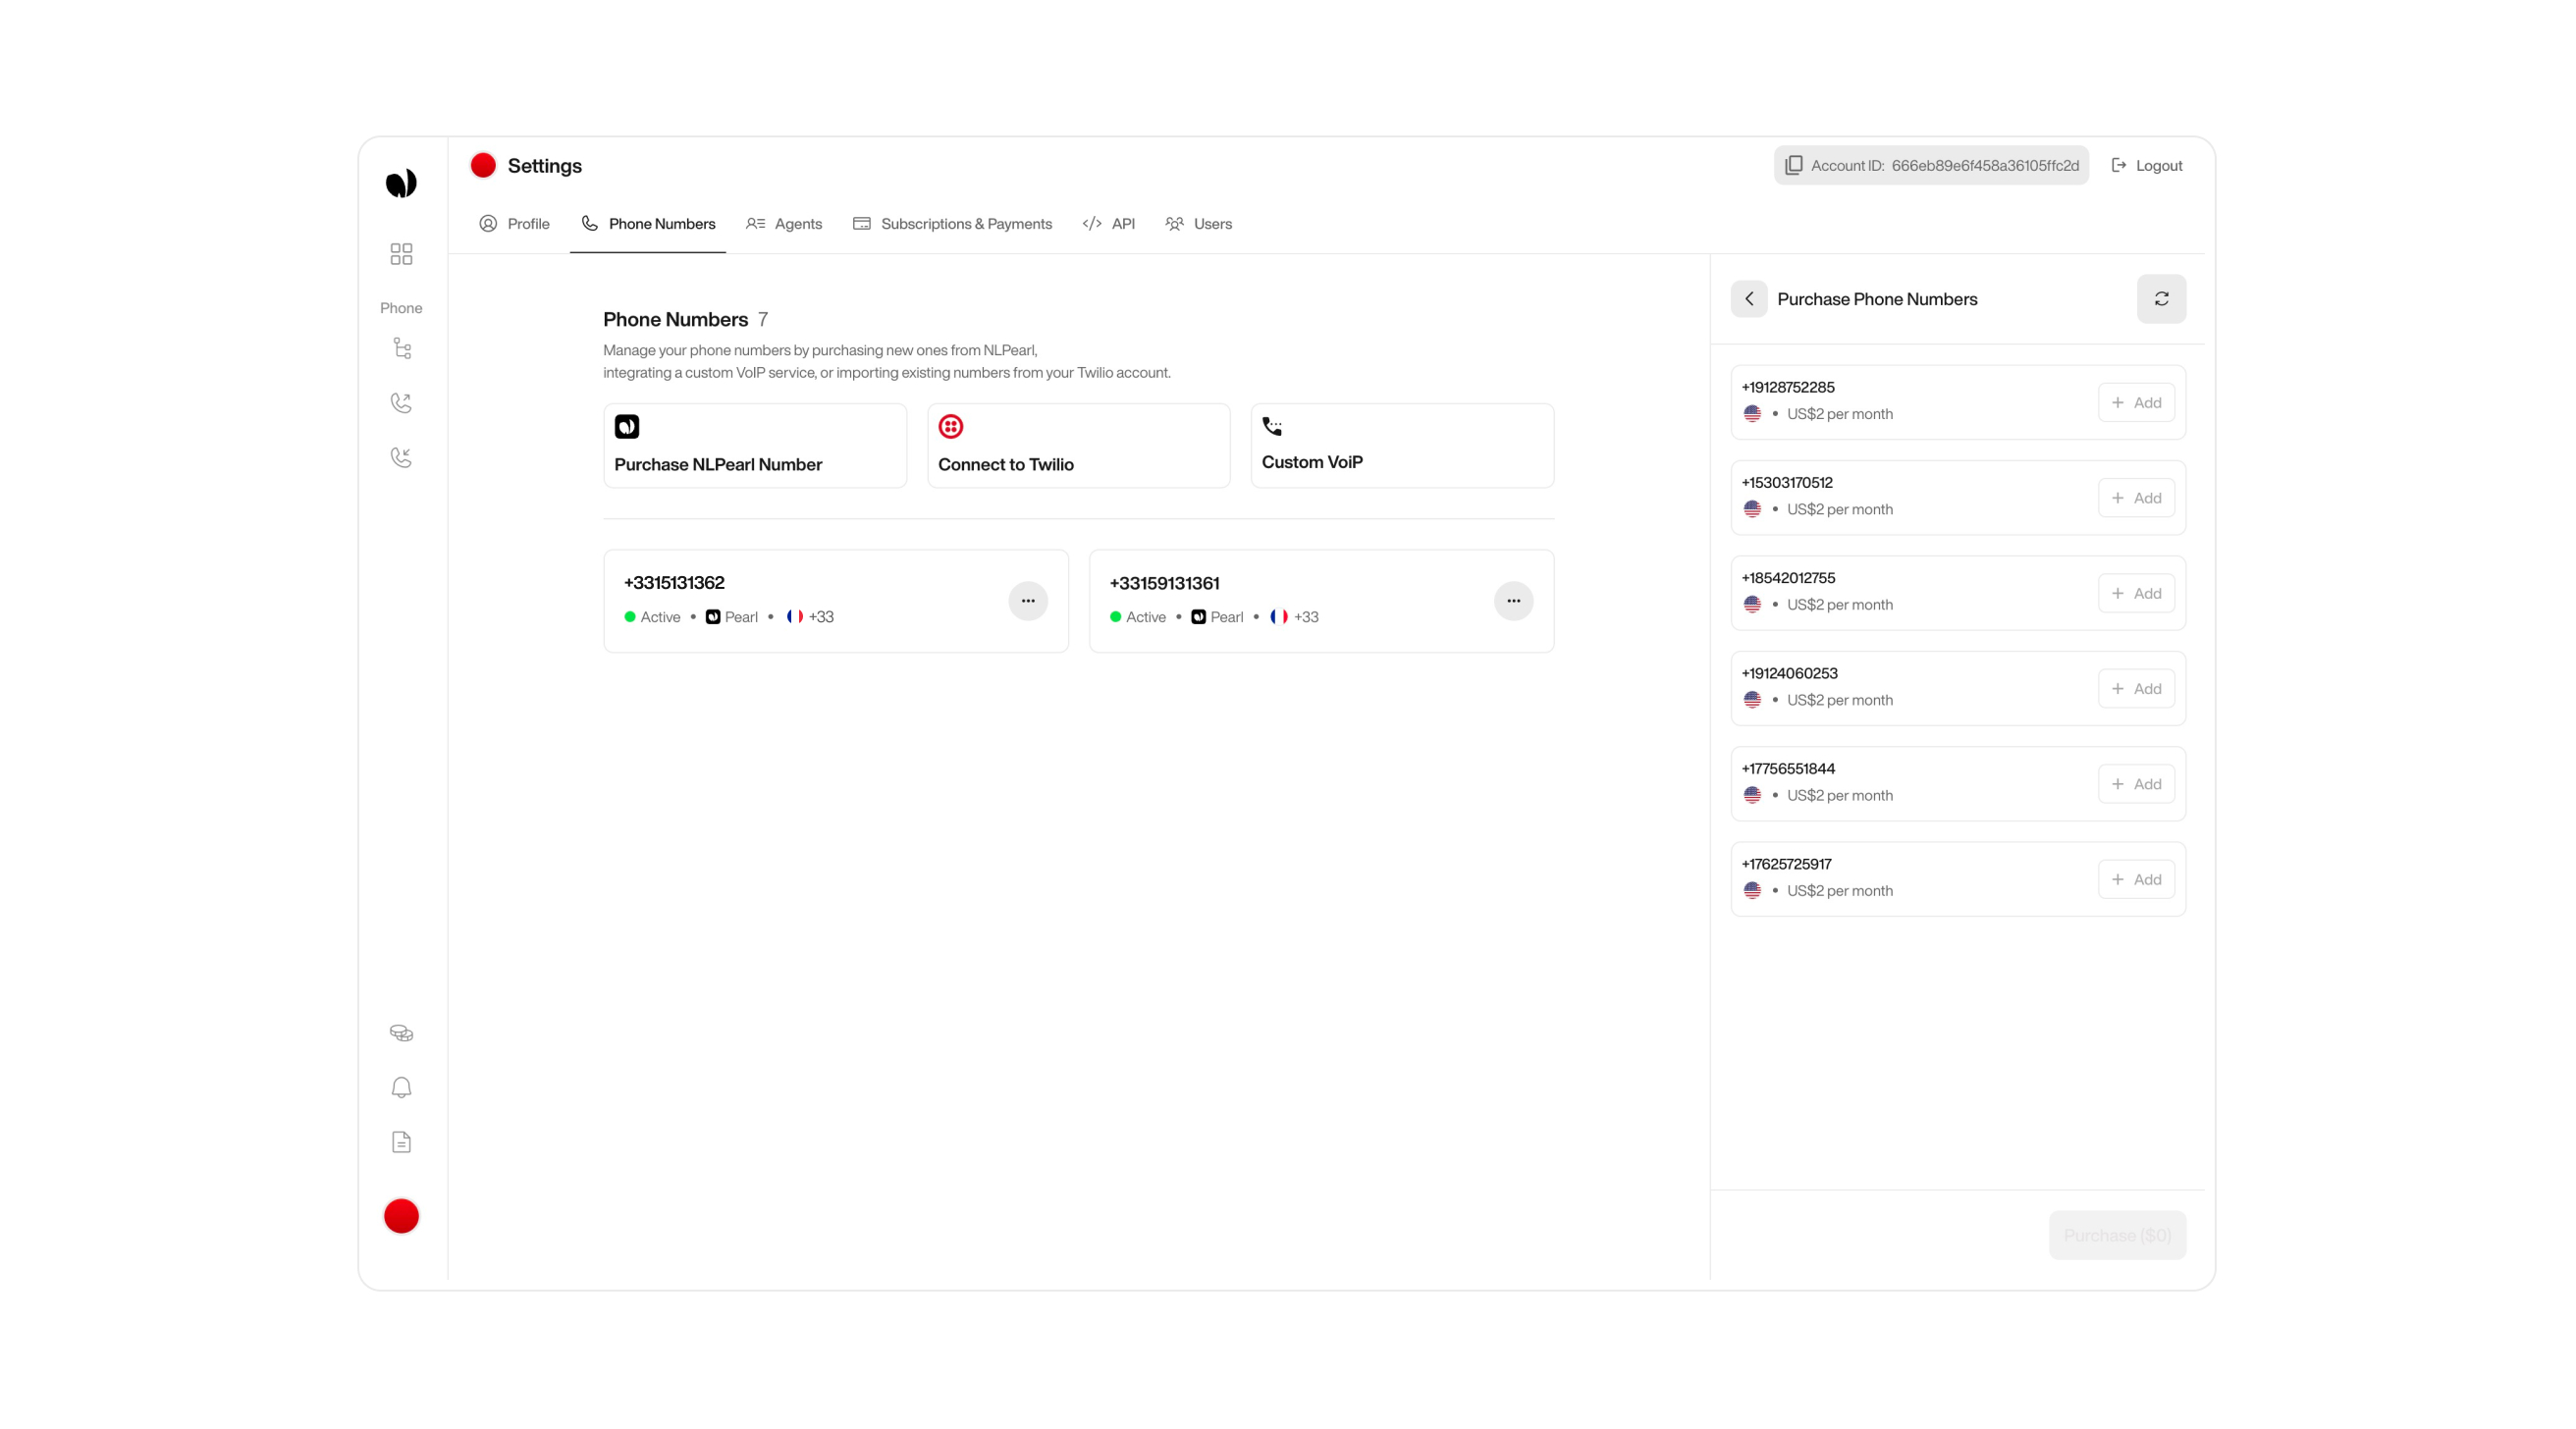 Settings
Account ID: 666eb89e6f458a36105ffc2d
Logout
Profile
Phone Numbers
Agents
Subscriptions & Payments
API
Users
Phone
Phone Numbers 7
Manage your phone numbers by purchasing new ones from NLPearl,
integrating a custom VoIP service, or importing existing numbers from your Twilio account.
Purchase NLPearl Number
Connect to Twilio
Custom VoiP
+3315131362
Active • Pearl • +33
+33159131361
Active • Pearl • +33
Purchase Phone Numbers
+19128752285
• US$2 per month
+ Add
+15303170512
• US$2 per month
+ Add
+18542012755
• US$2 per month
+ Add
+19124060253
• US$2 per month
+ Add
+17756551844
• US$2 per month
+ Add
+17625725917
• US$2 per month
+ Add
Purchase ($0)